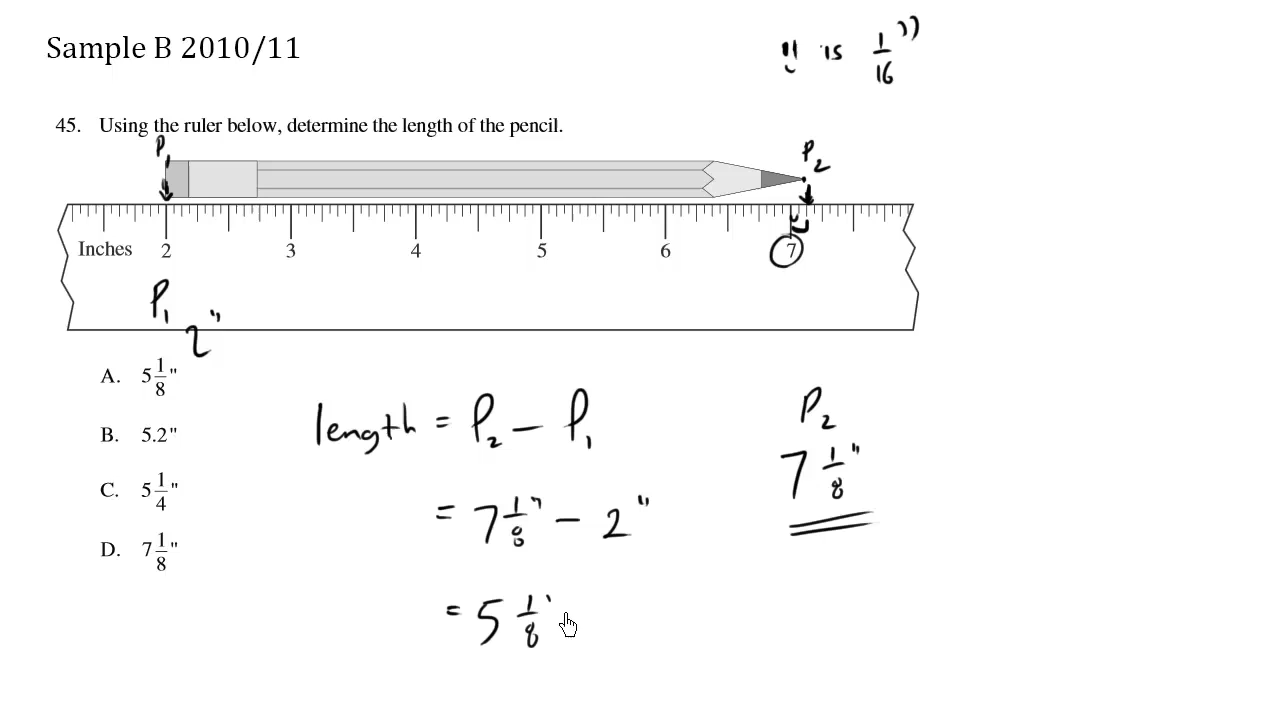 Sample B 2010/11
" is 1/16"
45. Using the ruler below, determine the length of the pencil.
P1
P2
Inches 2 3 4 5 6 7
P1
2"
A. 5 1/8"
B. 5.2"
C. 5 1/4"
D. 7 1/8"
length = P2 - P1
= 7 1/8" - 2"
= 5 1/8"
P2
7 1/8"